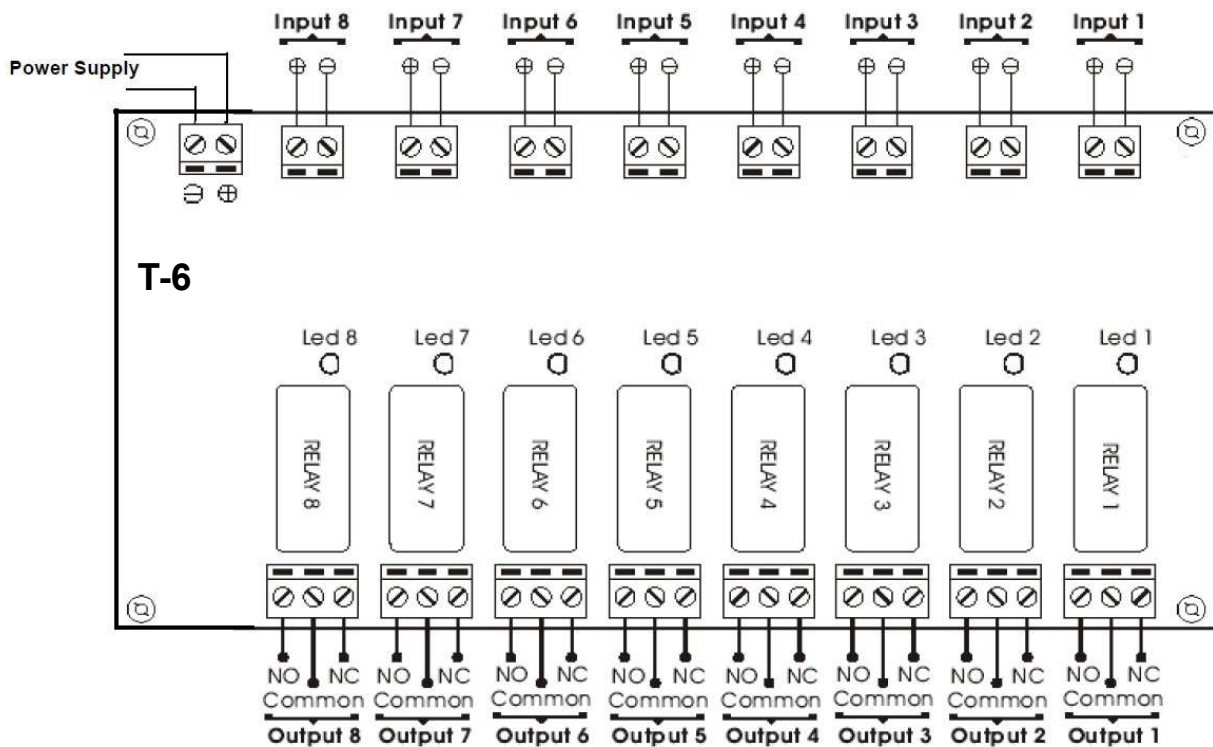 Input 8 Input 7 Input 6 Input 5 Input 4 Input 3 Input 2 Input 1
Power Supply
T-6
Led 8 Led 7 Led 6 Led 5 Led 4 Led 3 Led 2 Led 1
RELAY 8 RELAY 7 RELAY 6 RELAY 5 RELAY 4 RELAY 3 RELAY 2 RELAY 1
NO NC NO NC NO NC NO NC NO NC NO NC NO NC NO NC
Common Common Common Common Common Common Common Common
Output 8 Output 7 Output 6 Output 5 Output 4 Output 3 Output 2 Output 1